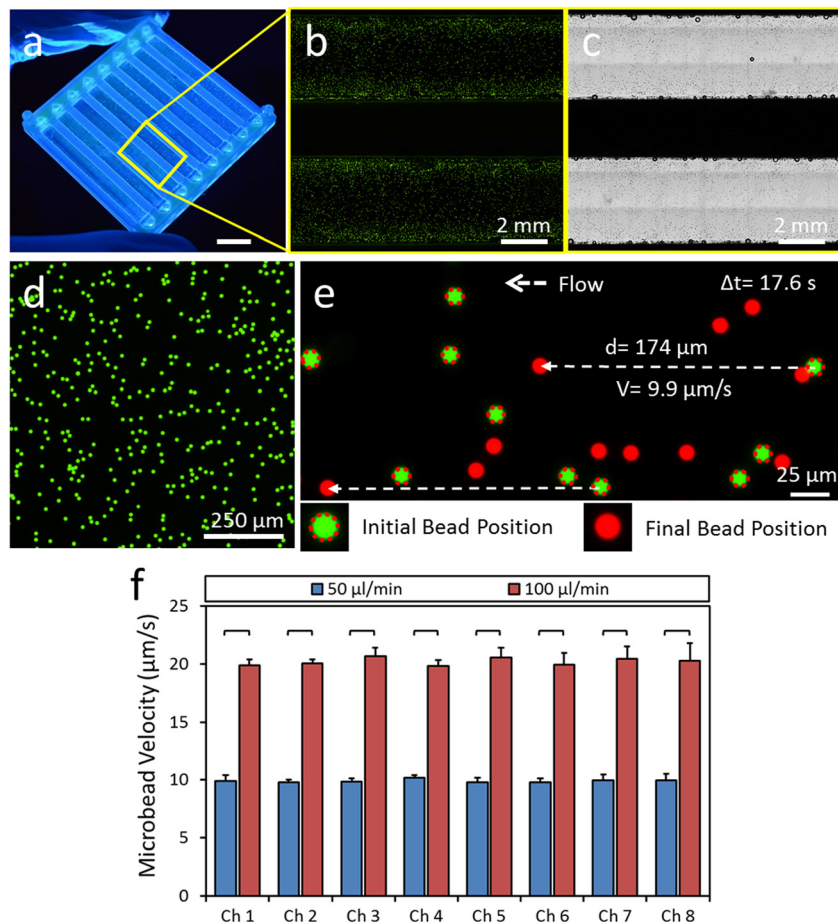 a
b
c
2 mm
2 mm
d
250 µm
e
Flow
Δt= 17.6 s
d= 174 µm
V= 9.9 µm/s
25 µm
Initial Bead Position
Final Bead Position
f
50 µl/min
100 µl/min
Microbead Velocity (µm/s)
25
20
15
10
5
0
Ch 1 Ch 2 Ch 3 Ch 4 Ch 5 Ch 6 Ch 7 Ch 8